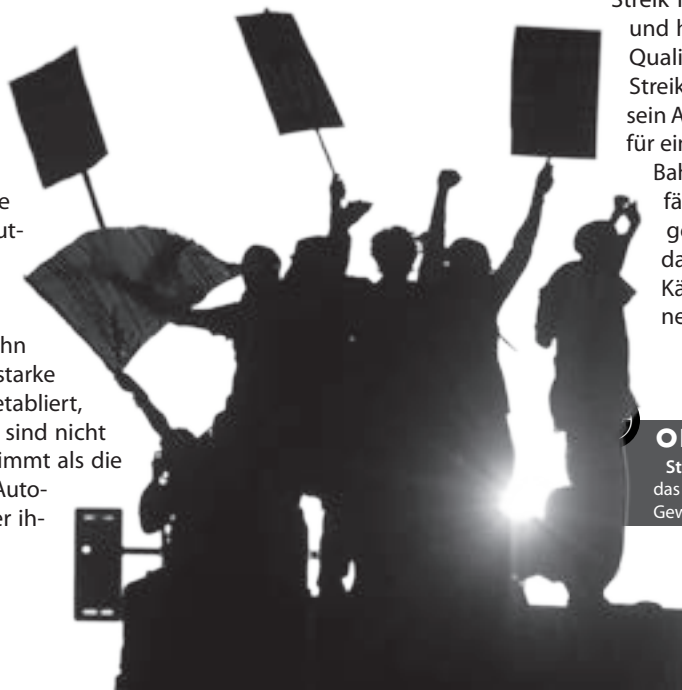 e
ut-
hn
starke
etabliert,
sind nicht
immt als die
Auto-
er ih-
Streik
und h
Quali
Streik
sein A
für ein
Bah
fä
ge
da
Kä
ne
St
das
Gew